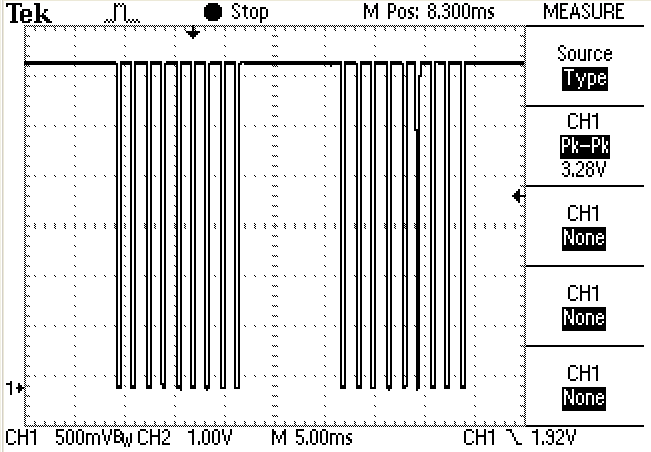 Tek Stop M Pos: 8.300ms MEASURE
Source
Type
CH1
Pk-Pk
3.28V
CH1
None
CH1
None
CH1
None
1
CH1 500mVBW CH2 1.00V M 5.00ms CH1 1.92V